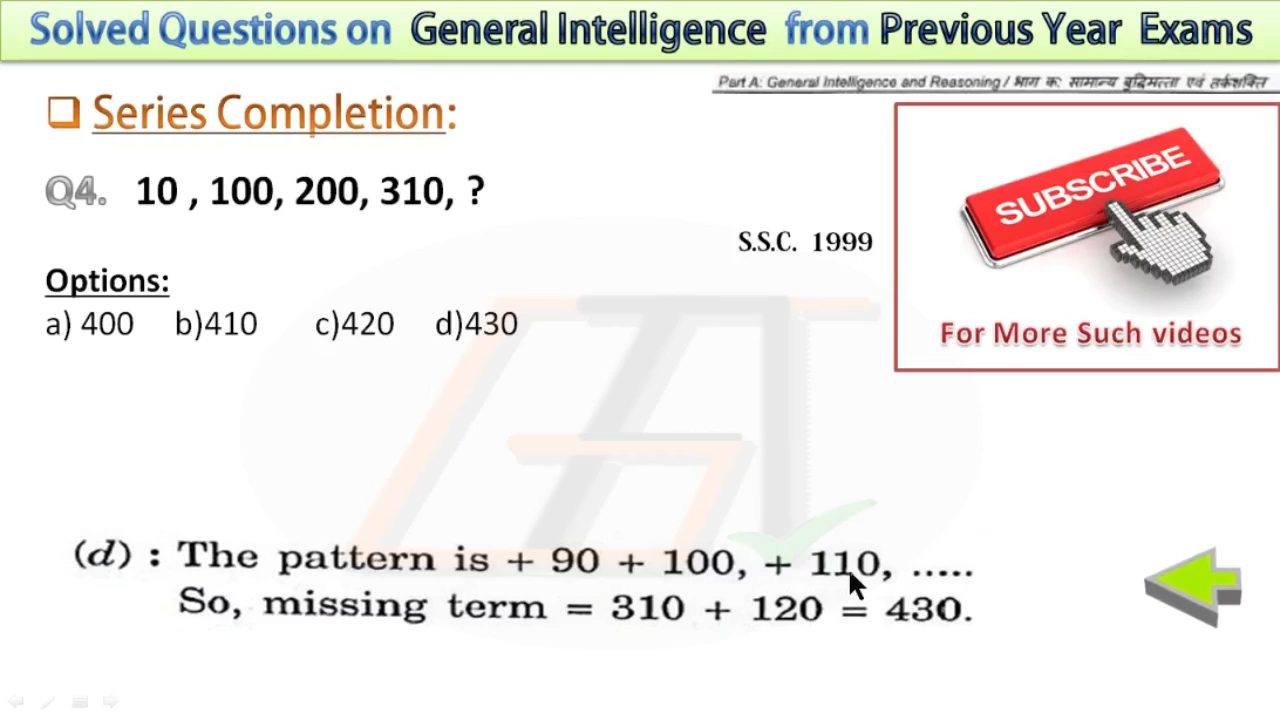 Solved Questions on General Intelligence from Previous Year Exams
Part A: General Intelligence and Reasoning / भाग क: सामान्य बुद्धिमत्ता एवं तर्कशक्ति
Series Completion:
SUBSCRIBE
Q4. 10 , 100, 200, 310, ?
S.S.C. 1999
Options:
a) 400 b)410 c)420 d)430
For More Such videos
(d) : The pattern is + 90 + 100, + 110, .....
So, missing term = 310 + 120 = 430.